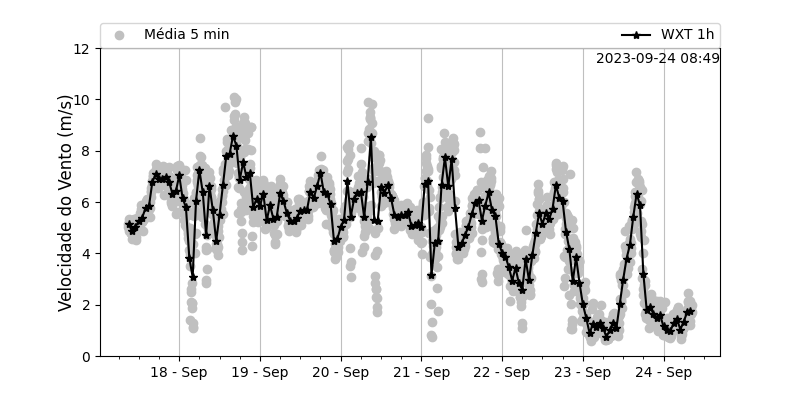 Média 5 min
WXT 1h
2023-09-24 08:49
Velocidade do Vento (m/s)
12
10
8
6
4
2
0
18 - Sep
19 - Sep
20 - Sep
21 - Sep
22 - Sep
23 - Sep
24 - Sep